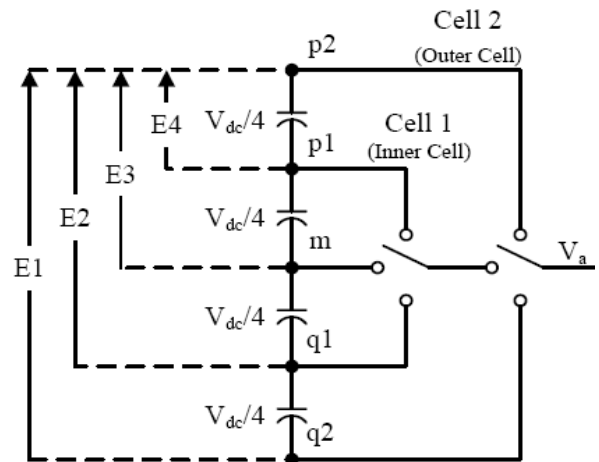 Cell 2
(Outer Cell)
p2
E4
V_dc/4
Cell 1
(Inner Cell)
p1
E3
E2
V_dc/4
m
E1
V_a
V_dc/4
q1
V_dc/4
q2